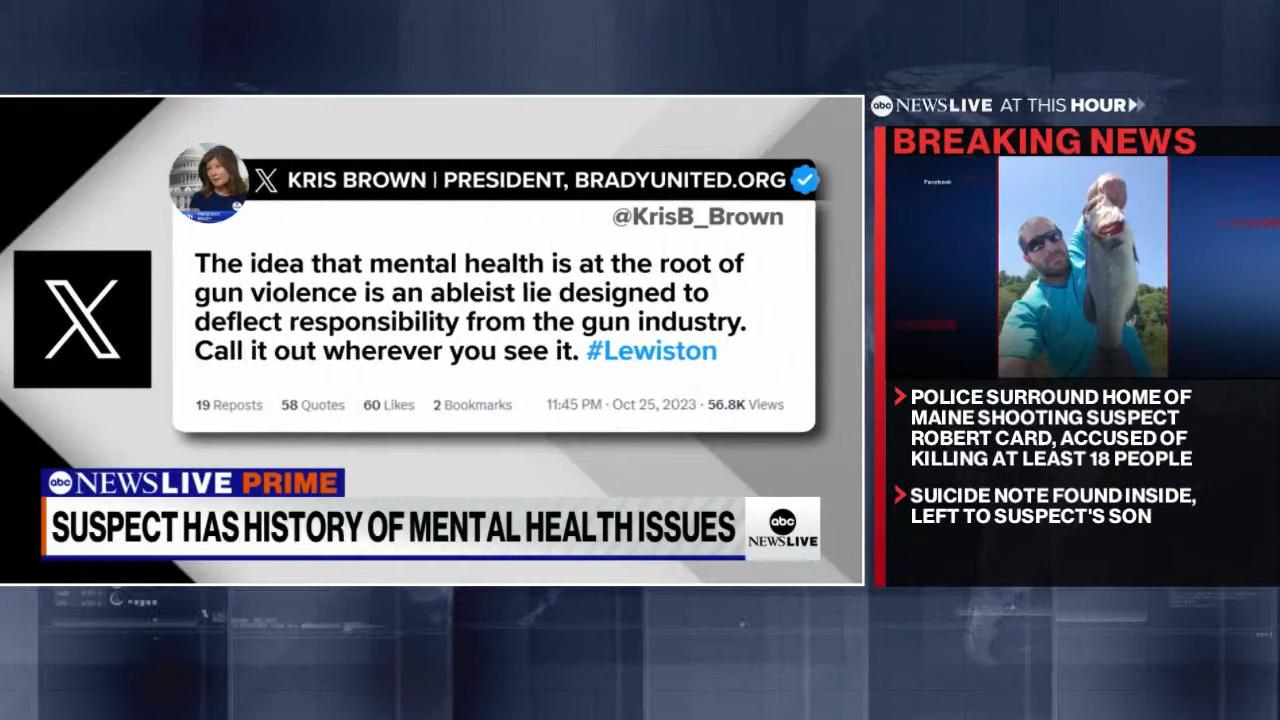 KRIS BROWN | PRESIDENT, BRADYUNITED.ORG
@KrisB_Brown
The idea that mental health is at the root of
gun violence is an ableist lie designed to
deflect responsibility from the gun industry.
Call it out wherever you see it. #Lewiston
19 Reposts 58 Quotes 60 Likes 2 Bookmarks 11:45 PM · Oct 25, 2023 · 56.8K Views
abc NEWSLIVE PRIME
SUSPECT HAS HISTORY OF MENTAL HEALTH ISSUES
abc
NEWSLIVE
abc NEWSLIVE AT THIS HOUR
BREAKING NEWS
Facebook
POLICE SURROUND HOME OF
MAINE SHOOTING SUSPECT
ROBERT CARD, ACCUSED OF
KILLING AT LEAST 18 PEOPLE
SUICIDE NOTE FOUND INSIDE,
LEFT TO SUSPECT'S SON